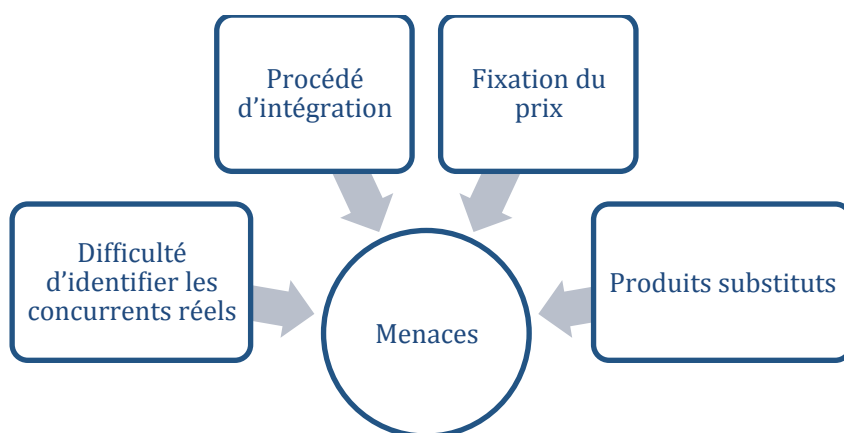 Procédé
d’intégration
Fixation du
prix
Difficulté
d’identifier les
concurrents réels
Produits substituts
Menaces